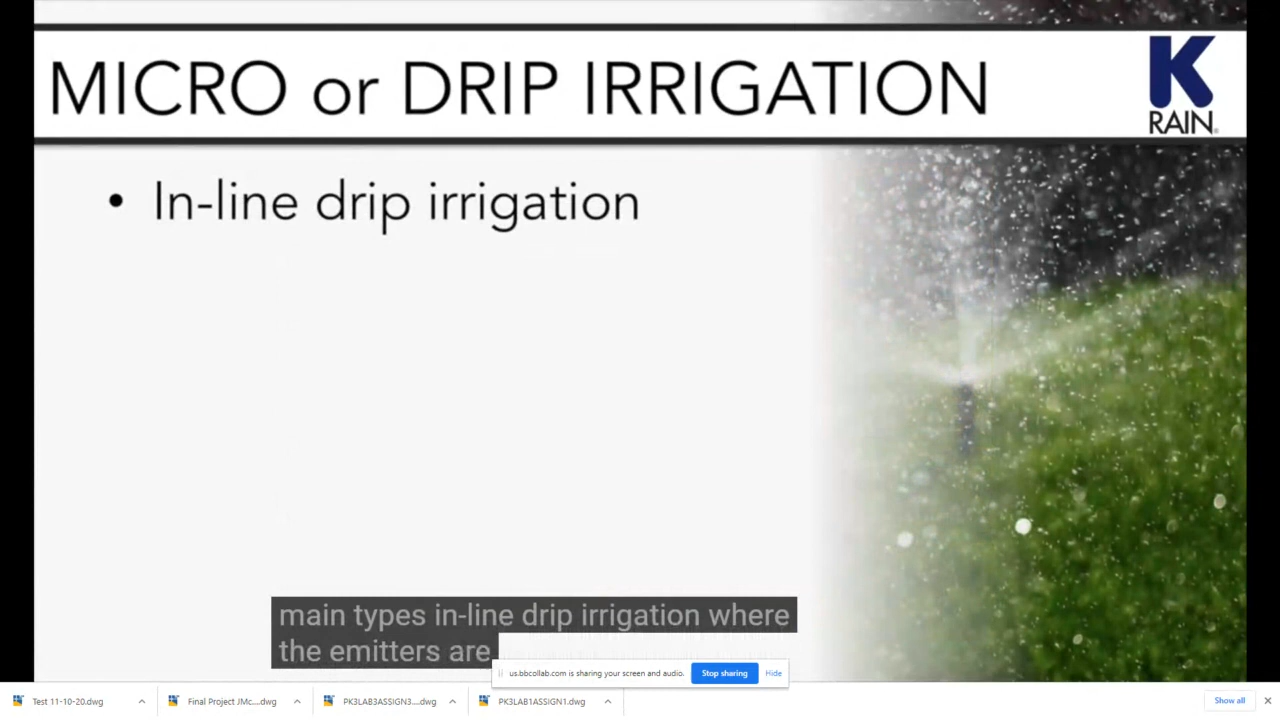 MICRO or DRIP IRRIGATION
K
RAIN®
• In-line drip irrigation
main types in-line drip irrigation where
the emitters are
us.bbcollab.com is sharing your screen and audio.
Stop sharing
Hide
Test 11-10-20.dwg
Final Project JMc....dwg
PK3LAB3ASSIGN3....dwg
PK3LAB1ASSIGN1.dwg
Show all